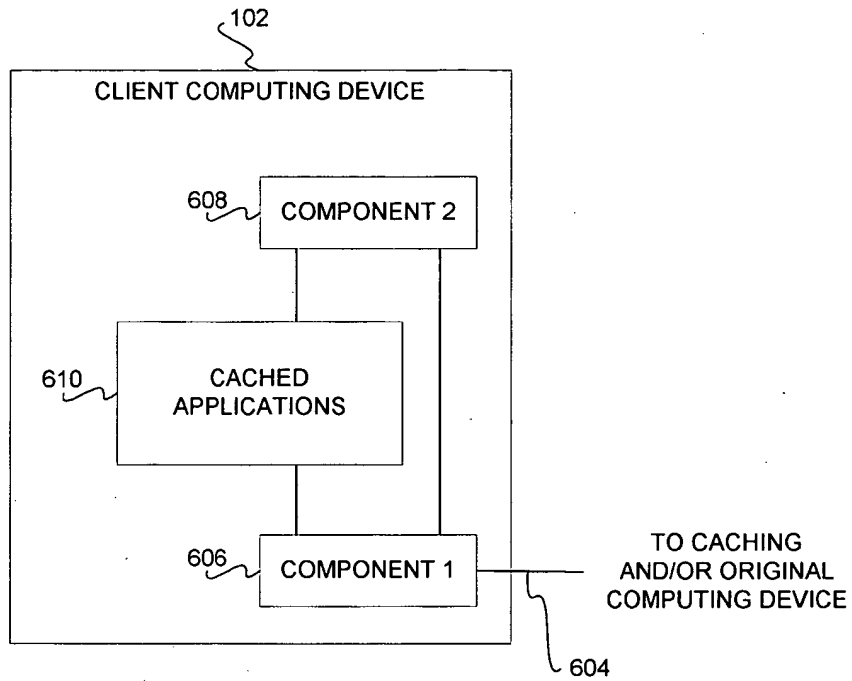 102
CLIENT COMPUTING DEVICE
608
COMPONENT 2
610
CACHED
APPLICATIONS
606
COMPONENT 1
TO CACHING
AND/OR ORIGINAL
COMPUTING DEVICE
604